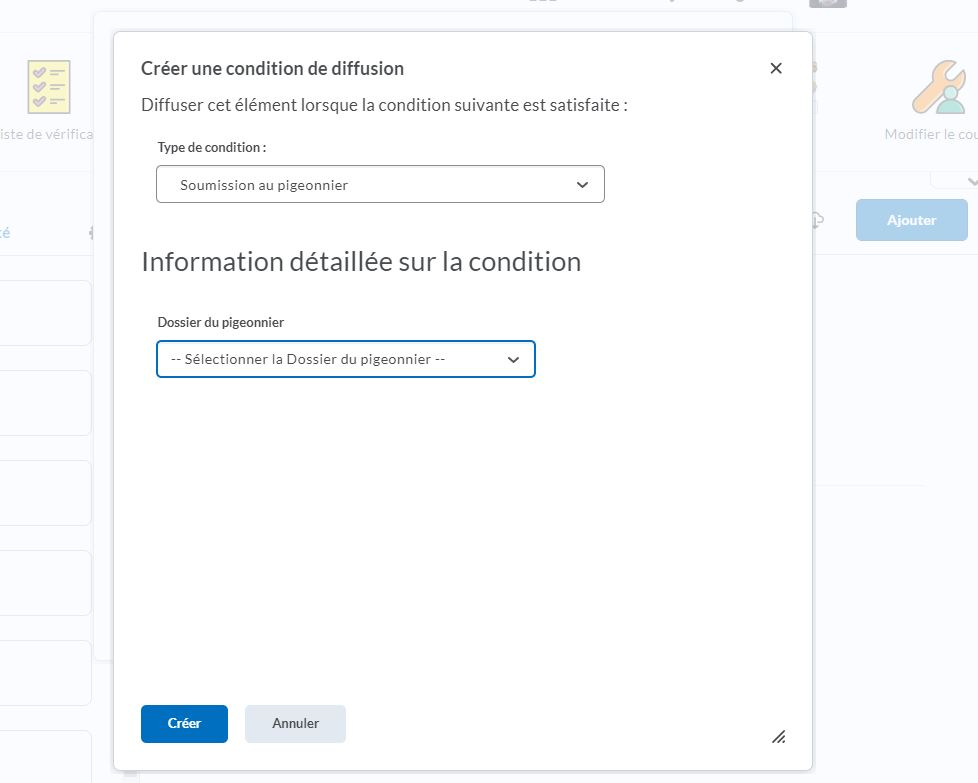 Créer une condition de diffusion
Diffuser cet élément lorsque la condition suivante est satisfaite :
Type de condition :
Soumission au pigeonnier
Information détaillée sur la condition
Dossier du pigeonnier
-- Sélectionner la Dossier du pigeonnier --
Créer
Annuler
iste de vérifica
Modifier le cou
té
Ajouter